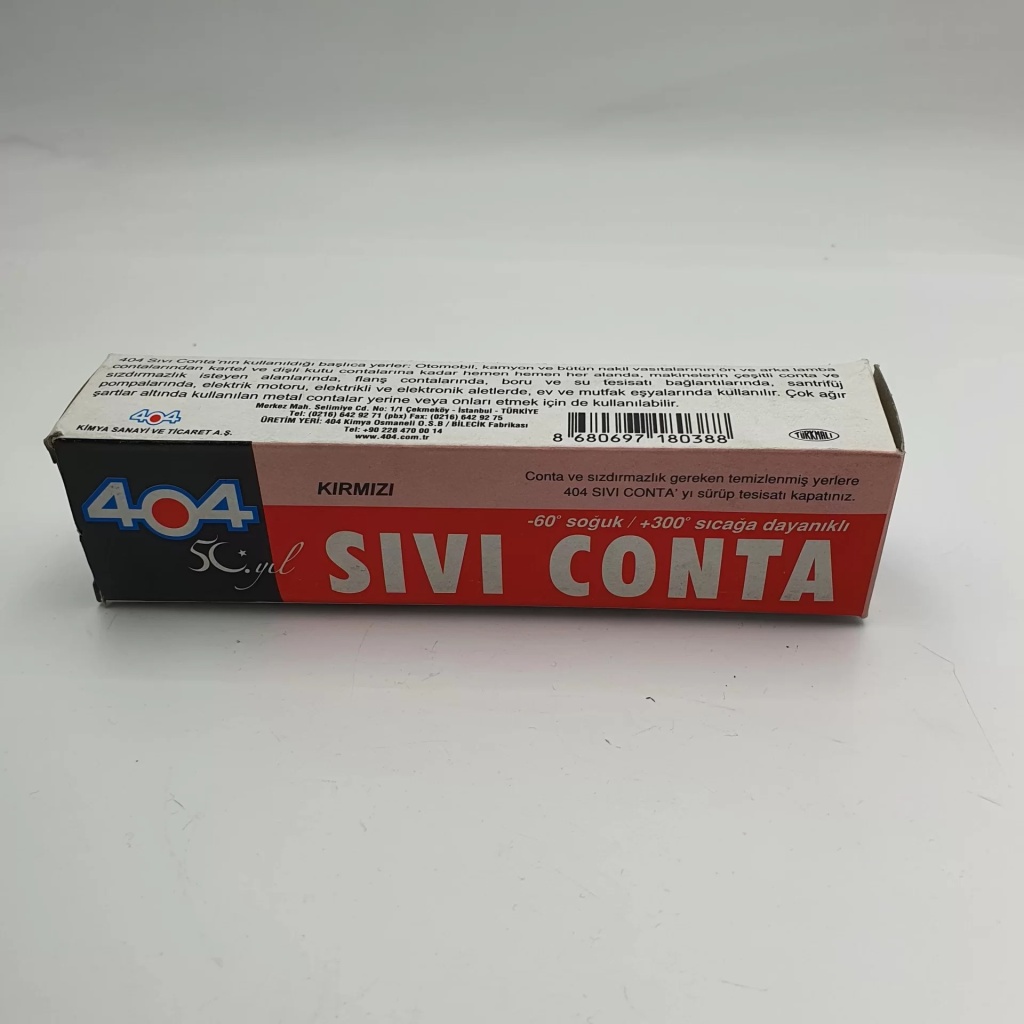 404 Sıvı Conta'nın kullanıldığı başlıca yerler; Otomobil, kamyon ve bütün nakil vasıtalarının ön ve arka lamba
contalarından kartel ve dişli kutu contalarına kadar hemen hemen her alanda, makinelerin çeşitli conta ve
sızdırmazlık isteyen alanlarında, flanş contalarında, boru ve su tesisatı bağlantılarında, santrifüj
pompalarında, elektrik motoru, elektrikli ve elektronik aletlerde, ev ve mutfak eşyalarında kullanılır. Çok ağır
şartlar altında kullanılan metal contalar yerine veya onları etmek için de kullanılabilir.
404
KİMYA SANAYİ VE TİCARET A.Ş.
Merkez Mah. Selimiye Cd. No: 1/1 Çekmeköy - İstanbul - TÜRKİYE
Tel: (0216) 642 92 71 (pbx) Fax: (0216) 642 92 75
ÜRETİM YERİ: 404 Kimya Osmaneli O.S.B / BİLECİK Fabrikası
Tel: +90 228 470 00 14
www.404.com.tr
8 680697 180388
TÜRKMALI
404
50.yıl
KIRMIZI
Conta ve sızdırmazlık gereken temizlenmiş yerlere
404 SIVI CONTA' yı sürüp tesisatı kapatınız.
-60° soğuk / +300° sıcağa dayanıklı
SIVI CONTA